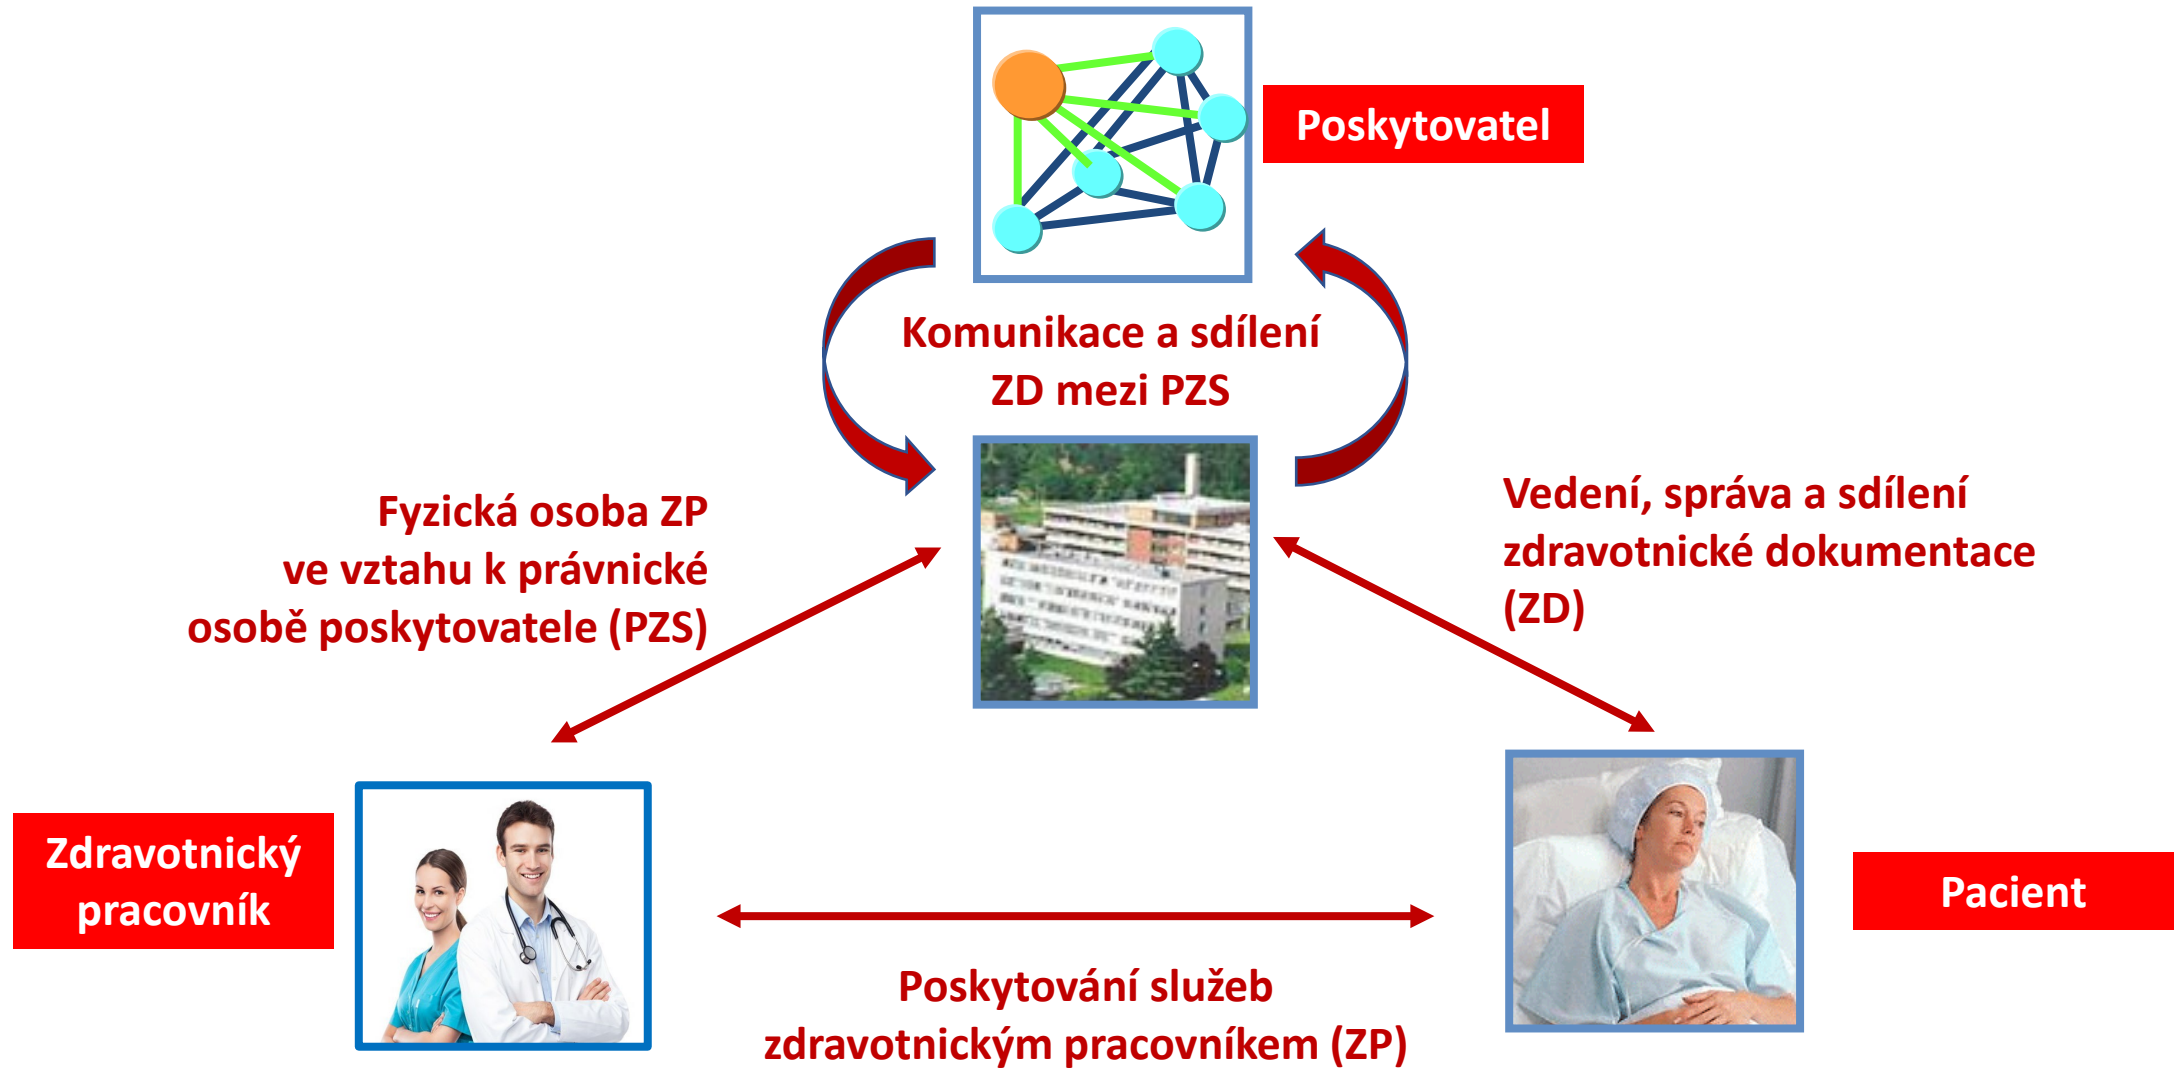 Poskytovatel
Komunikace a sdílení
ZD mezi PZS
Fyzická osoba ZP
ve vztahu k právnické
osobě poskytovatele (PZS)
Vedení, správa a sdílení
zdravotnické dokumentace
(ZD)
Zdravotnický
pracovník
Pacient
Poskytování služeb
zdravotnickým pracovníkem (ZP)